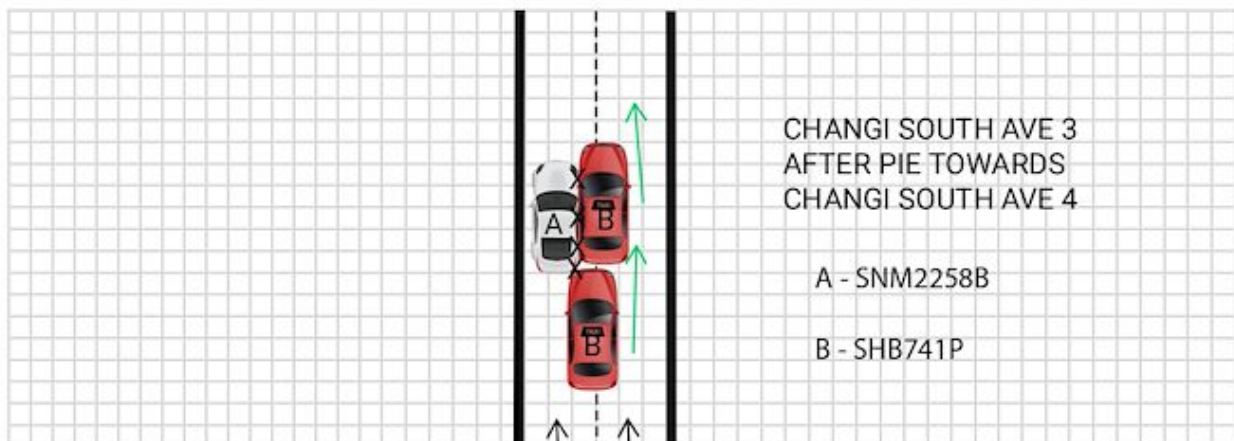 CHANGI SOUTH AVE 3
AFTER PIE TOWARDS
CHANGI SOUTH AVE 4
A
B
A - SNM2258B
B
B - SHB741P